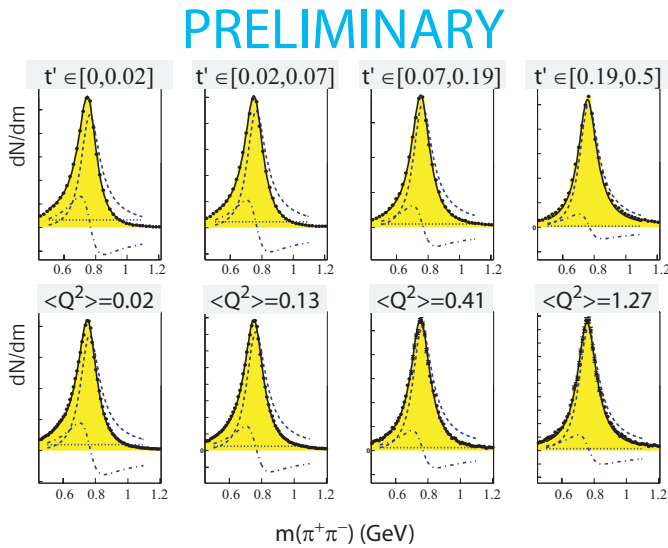 PRELIMINARY
t' ∈[0,0.02] t' ∈[0.02,0.07] t' ∈[0.07,0.19] t' ∈[0.19,0.5]
dN/dm
0
0.6 0.8 1 1.2 0.6 0.8 1 1.2 0.6 0.8 1 1.2 0.6 0.8 1 1.2
<Q²>=0.02 <Q²>=0.13 <Q²>=0.41 <Q²>=1.27
dN/dm
0
0.6 0.8 1 1.2 0.6 0.8 1 1.2 0.6 0.8 1 1.2 0.6 0.8 1 1.2
m(π⁺π⁻) (GeV)